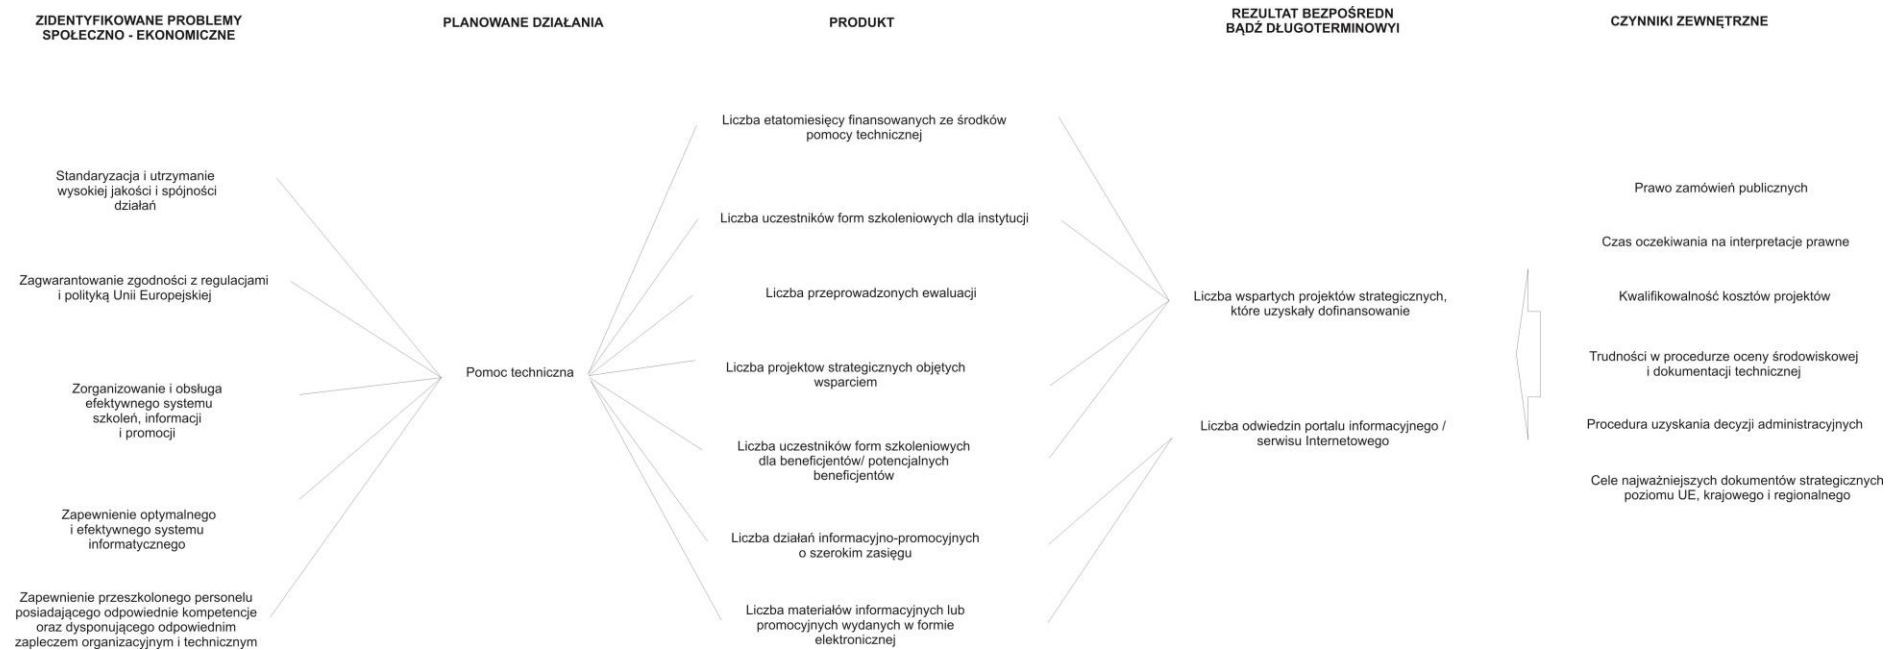 ZIDENTYFIKOWANE PROBLEMY
SPOŁECZNO - EKONOMICZNE
PLANOWANE DZIAŁANIA
PRODUKT
REZULTAT BEZPOŚREDN
BĄDŹ DŁUGOTERMINOWYI
CZYNNIKI ZEWNĘTRZNE
Standaryzacja i utrzymanie
wysokiej jakości i spójności
działań
Zagwarantowanie zgodności z regulacjami
i polityką Unii Europejskiej
Zorganizowanie i obsługa
efektywnego systemu
szkoleń, informacji
i promocji
Zapewnienie optymalnego
i efektywnego systemu
informatycznego
Zapewnienie przeszkolonego personelu
posiadającego odpowiednie kompetencje
oraz dysponującego odpowiednim
zapleczem organizacyjnym i technicznym
Pomoc techniczna
Liczba etatomiesięcy finansowanych ze środków
pomocy technicznej
Liczba uczestników form szkoleniowych dla instytucji
Liczba przeprowadzonych ewaluacji
Liczba projektow strategicznych objętych
wsparciem
Liczba uczestników form szkoleniowych
dla beneficjentów/ potencjalnych
beneficjentów
Liczba działań informacyjno-promocyjnych
o szerokim zasięgu
Liczba materiałów informacyjnych lub
promocyjnych wydanych w formie
elektronicznej
Liczba wspartych projektów strategicznych,
które uzyskały dofinansowanie
Liczba odwiedzin portalu informacyjnego /
serwisu Internetowego
Prawo zamówień publicznych
Czas oczekiwania na interpretacje prawne
Kwalifikowalność kosztów projektów
Trudności w procedurze oceny środowiskowej
i dokumentacji technicznej
Procedura uzyskania decyzji administracyjnych
Cele najważniejszych dokumentów strategicznych
poziomu UE, krajowego i regionalnego